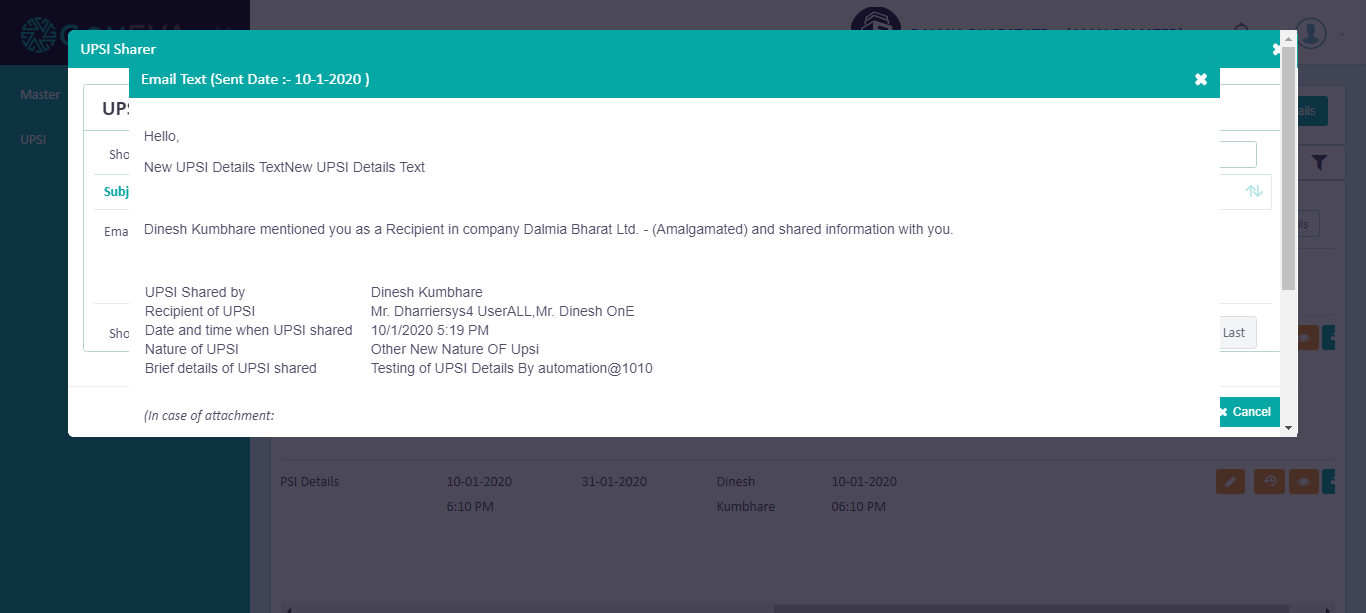 UPSI Sharer
Email Text (Sent Date :- 10-1-2020 )
Master
UPSI
UPS
Sho
Subj
Ema
Sho
Hello,
New UPSI Details TextNew UPSI Details Text
Dinesh Kumbhare mentioned you as a Recipient in company Dalmia Bharat Ltd. - (Amalgamated) and shared information with you.
UPSI Shared by Dinesh Kumbhare
Recipient of UPSI Mr. Dharriersys4 UserALL,Mr. Dinesh OnE
Date and time when UPSI shared 10/1/2020 5:19 PM
Nature of UPSI Other New Nature OF Upsi
Brief details of UPSI shared Testing of UPSI Details By automation@1010
(In case of attachment:
Last
Cancel
PSI Details 10-01-2020 31-01-2020 Dinesh 10-01-2020
6:10 PM Kumbhare 06:10 PM